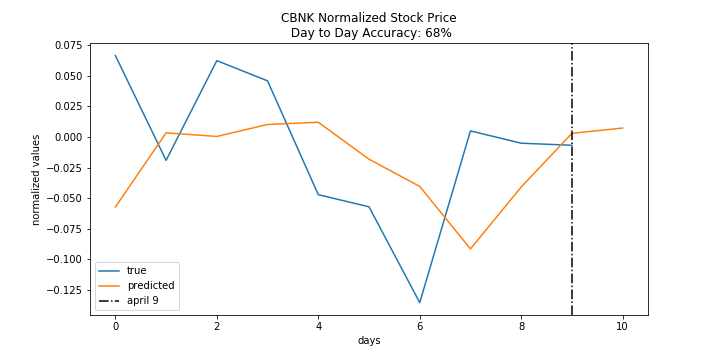 CBNK Normalized Stock Price
Day to Day Accuracy: 68%
0.075
0.050
0.025
0.000
−0.025
−0.050
−0.075
−0.100
−0.125
normalized values
true
predicted
april 9
0 2 4 6 8 10
days